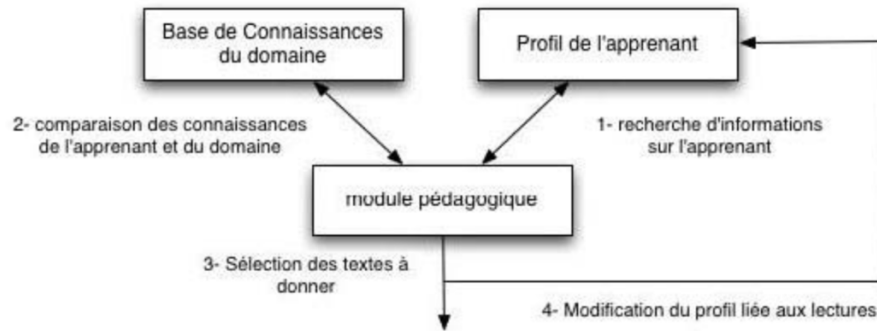 Base de Connaissances
du domaine
Profil de l'apprenant
2- comparaison des connaissances
de l'apprenant et du domaine
1- recherche d'informations
sur l'apprenant
module pédagogique
3- Sélection des textes à
donner
4- Modification du profil liée aux lectures